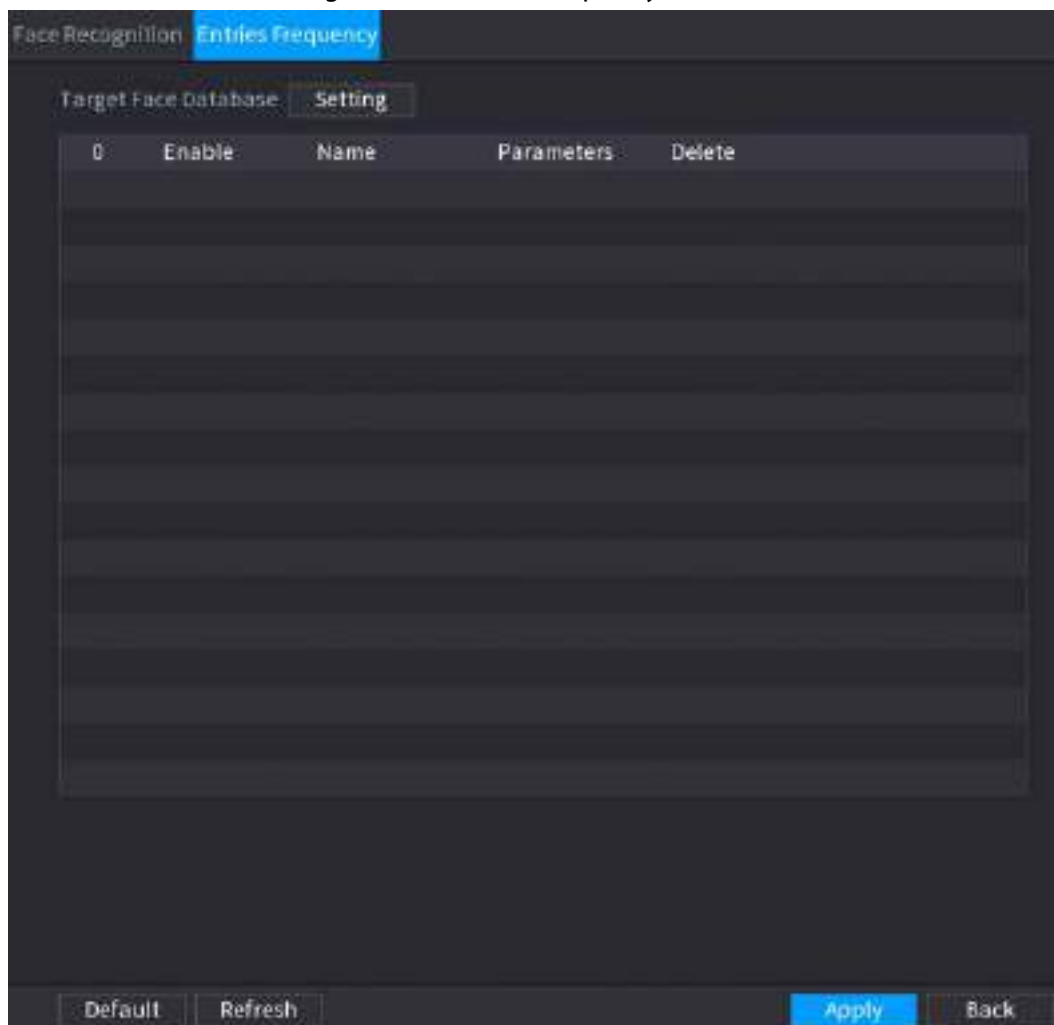 Face Recognition Entries Frequency
Target Face Database Setting
0 Enable Name Parameters Delete
Default Refresh Apply Back